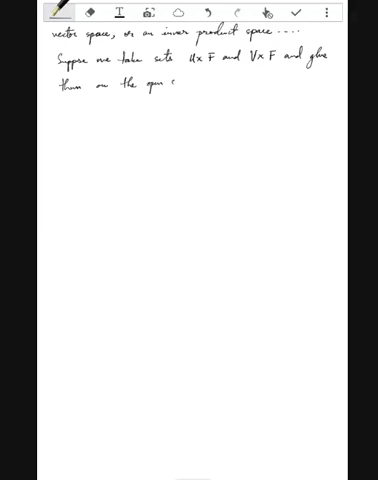 vector space, or an inner product space ....
Suppose we take sets U x F and V x F and glue
them on the open